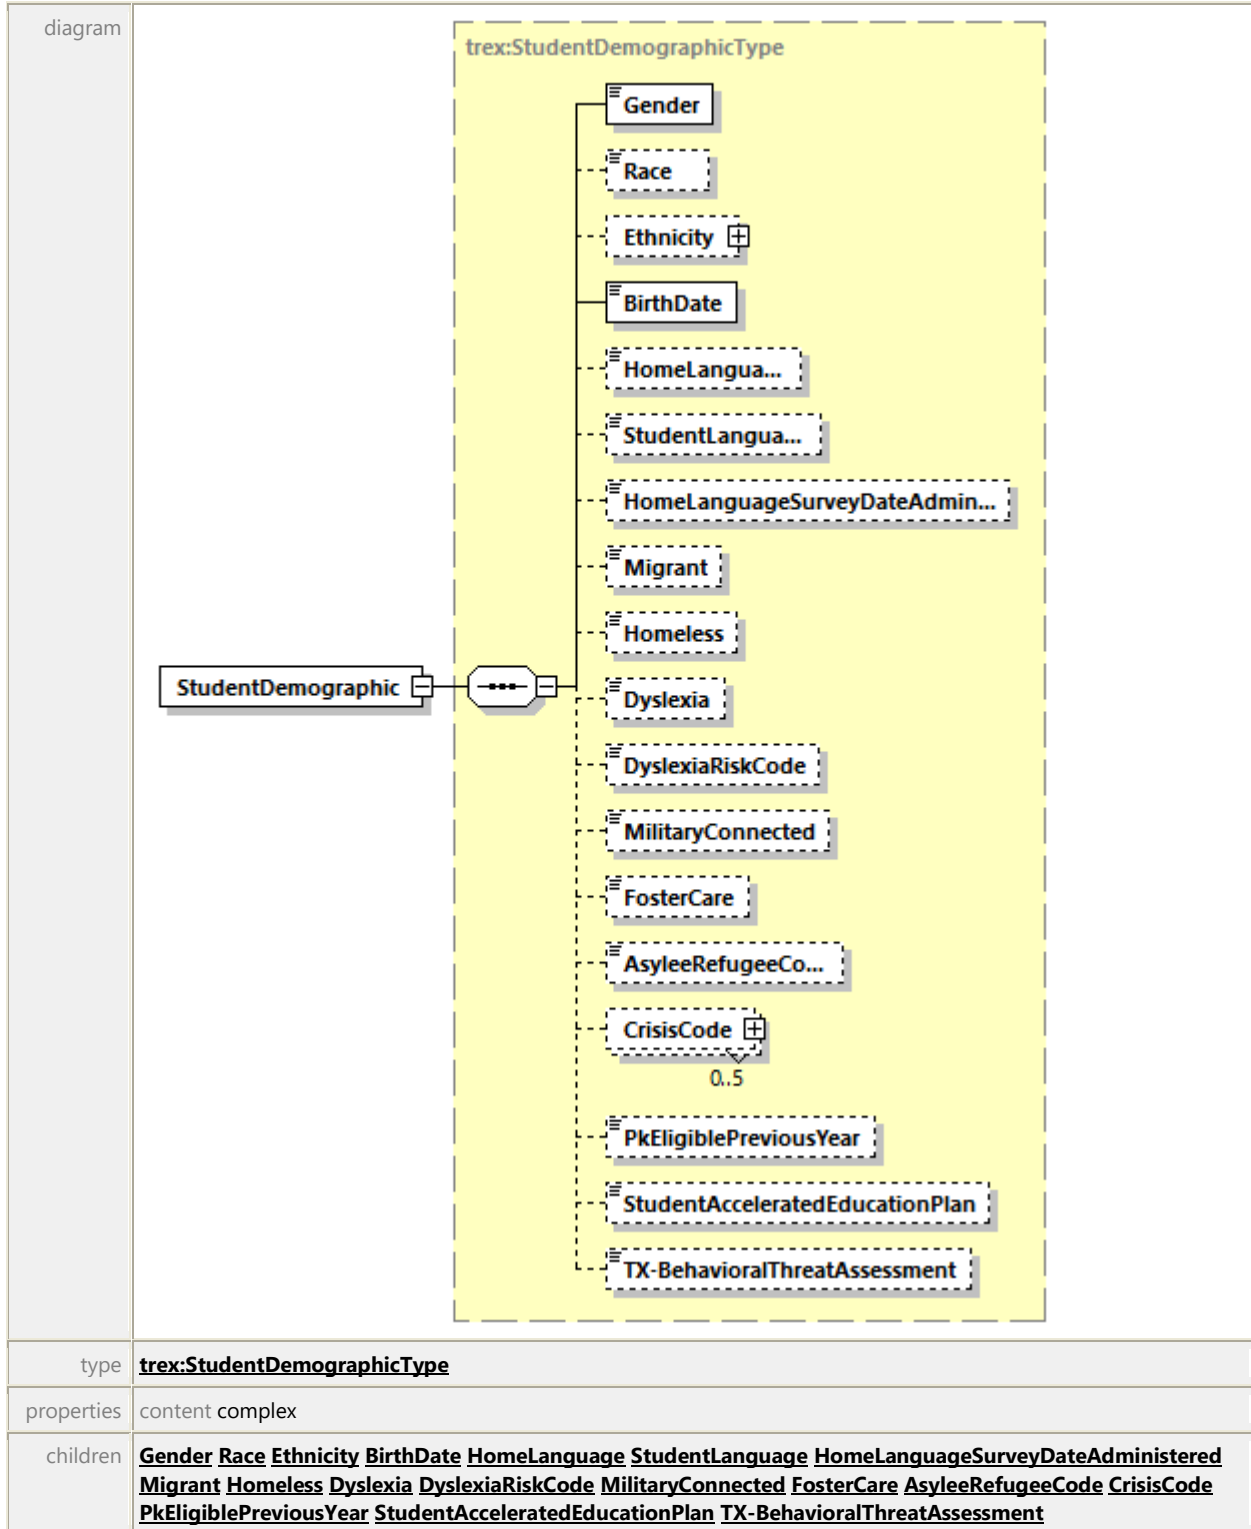 diagram
trex:StudentDemographicType
Gender
Race
Ethnicity
BirthDate
HomeLangua...
StudentLangua...
HomeLanguageSurveyDateAdmin...
Migrant
Homeless
StudentDemographic
Dyslexia
DyslexiaRiskCode
MilitaryConnected
FosterCare
AsyleeRefugeeCo...
CrisisCode
0..5
PkEligiblePreviousYear
StudentAcceleratedEducationPlan
TX-BehavioralThreatAssessment
type trex:StudentDemographicType
properties content complex
children Gender Race Ethnicity BirthDate HomeLanguage StudentLanguage HomeLanguageSurveyDateAdministered
Migrant Homeless Dyslexia DyslexiaRiskCode MilitaryConnected FosterCare AsyleeRefugeeCode CrisisCode
PkEligiblePreviousYear StudentAcceleratedEducationPlan TX-BehavioralThreatAssessment